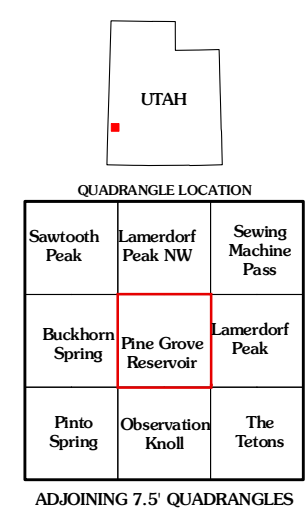 UTAH
QUADRANGLE LOCATION
Sawtooth
Peak
Lamerdorf
Peak NW
Sewing
Machine
Pass
Buckhorn
Spring
Pine Grove
Reservoir
Lamerdorf
Peak
Pinto
Spring
Observation
Knoll
The
Tetons
ADJOINING 7.5' QUADRANGLES